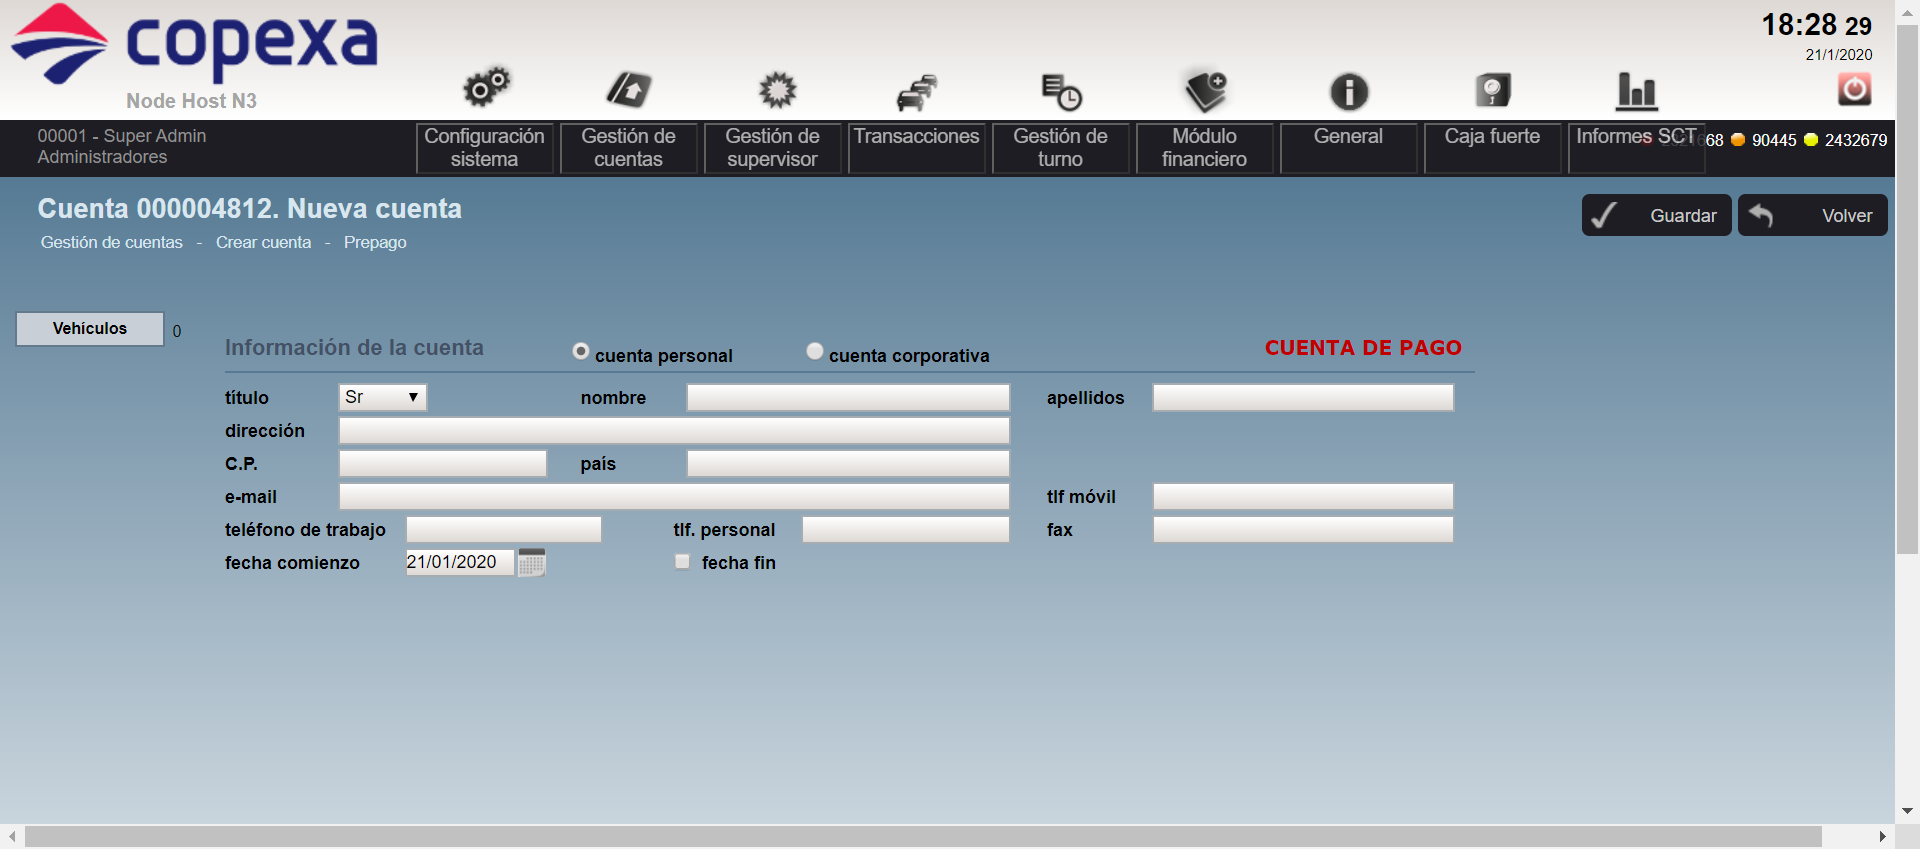 copexa
Node Host N3
18:28 29
21/1/2020
00001 - Super Admin
Administradores
Configuración sistema
Gestión de cuentas
Gestión de supervisor
Transacciones
Gestión de turno
Módulo financiero
General
Caja fuerte
Informes SCT
68 90445 2432679
Cuenta 000004812. Nueva cuenta
Guardar
Volver
Gestión de cuentas - Crear cuenta - Prepago
Vehículos 0
Información de la cuenta
cuenta personal
cuenta corporativa
CUENTA DE PAGO
título Sr nombre apellidos
dirección
C.P. país
e-mail tlf móvil
teléfono de trabajo tlf. personal fax
fecha comienzo 21/01/2020 fecha fin